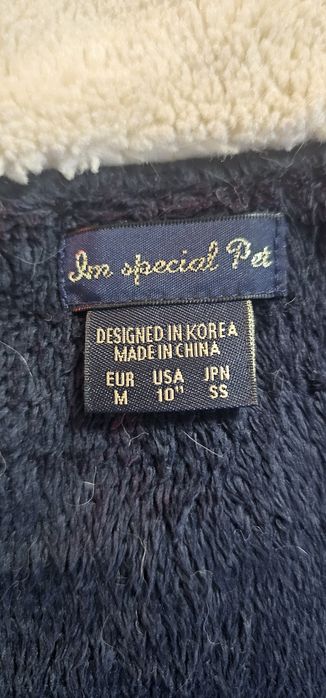 Im special Pet
DESIGNED IN KOREA
MADE IN CHINA
EUR USA JPN
M 10" SS